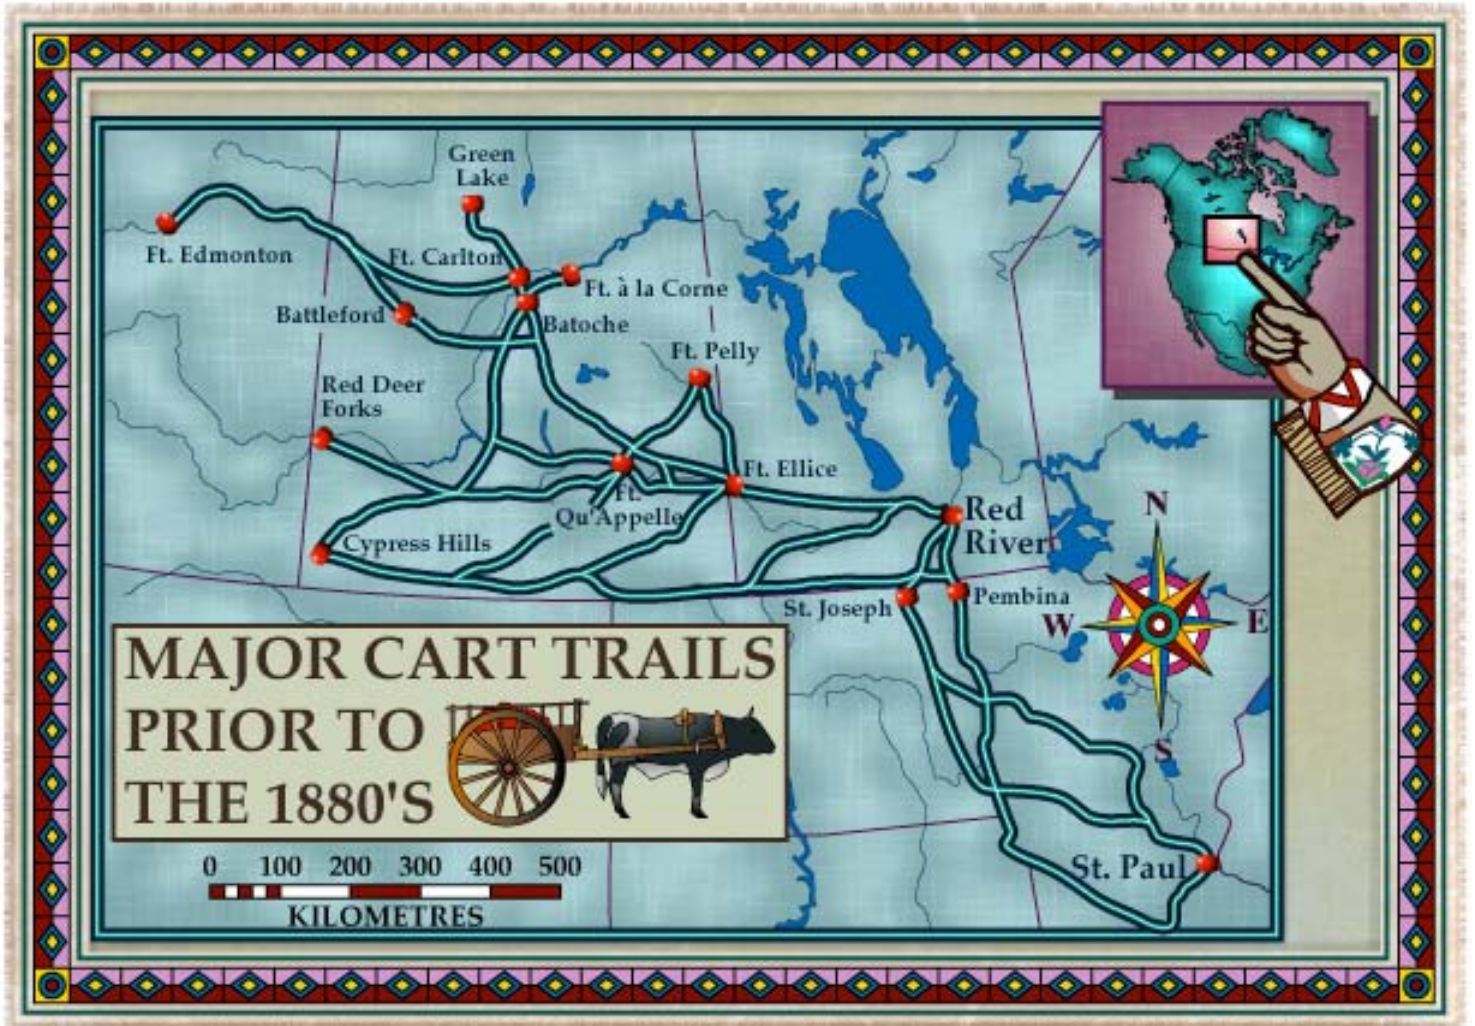 Green
Lake
Ft. Edmonton
Ft. Carlton
Ft. à la Corne
Battleford
Batoche
Ft. Pelly
Red Deer
Forks
Ft. Ellice
Ft.
Qu'Appelle
Red
River
Cypress Hills
St. Joseph
Pembina
N
W
E
S
MAJOR CART TRAILS
PRIOR TO
THE 1880'S
0 100 200 300 400 500
KILOMETRES
St. Paul